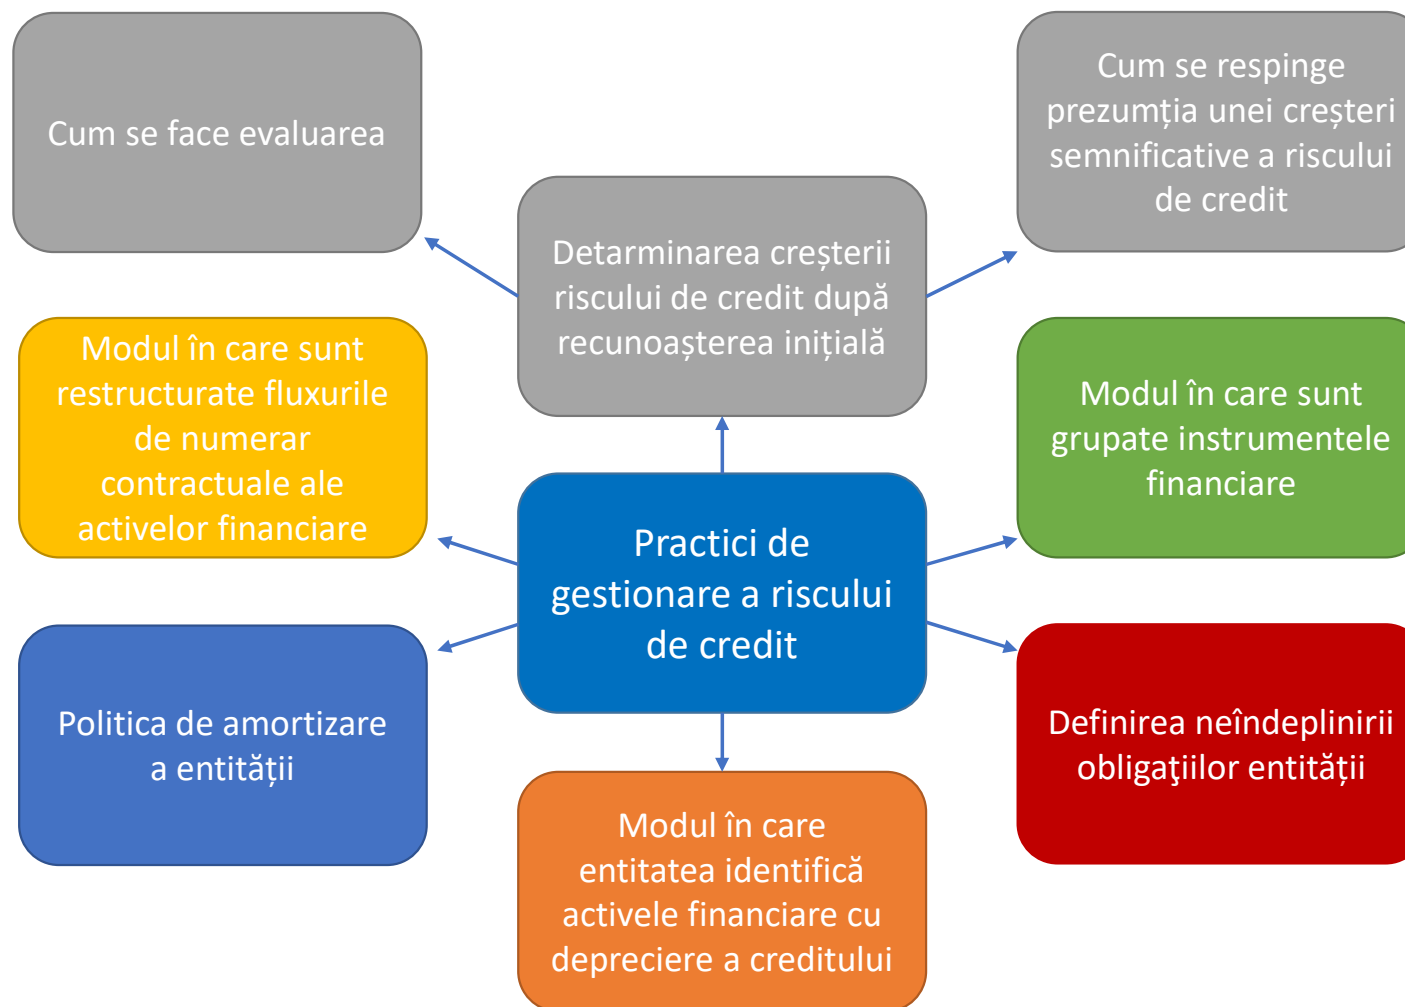 Cum se face evaluarea
Cum se respinge
prezumția unei creșteri
semnificative a riscului
de credit
Detarminarea creșterii
riscului de credit după
recunoașterea inițială
Modul în care sunt
restructurate fluxurile
de numerar
contractuale ale
activelor financiare
Modul în care sunt
grupate instrumentele
financiare
Practici de
gestionare a riscului
de credit
Politica de amortizare
a entității
Definirea neîndeplinirii
obligaţiilor entității
Modul în care
entitatea identifică
activele financiare cu
depreciere a creditului